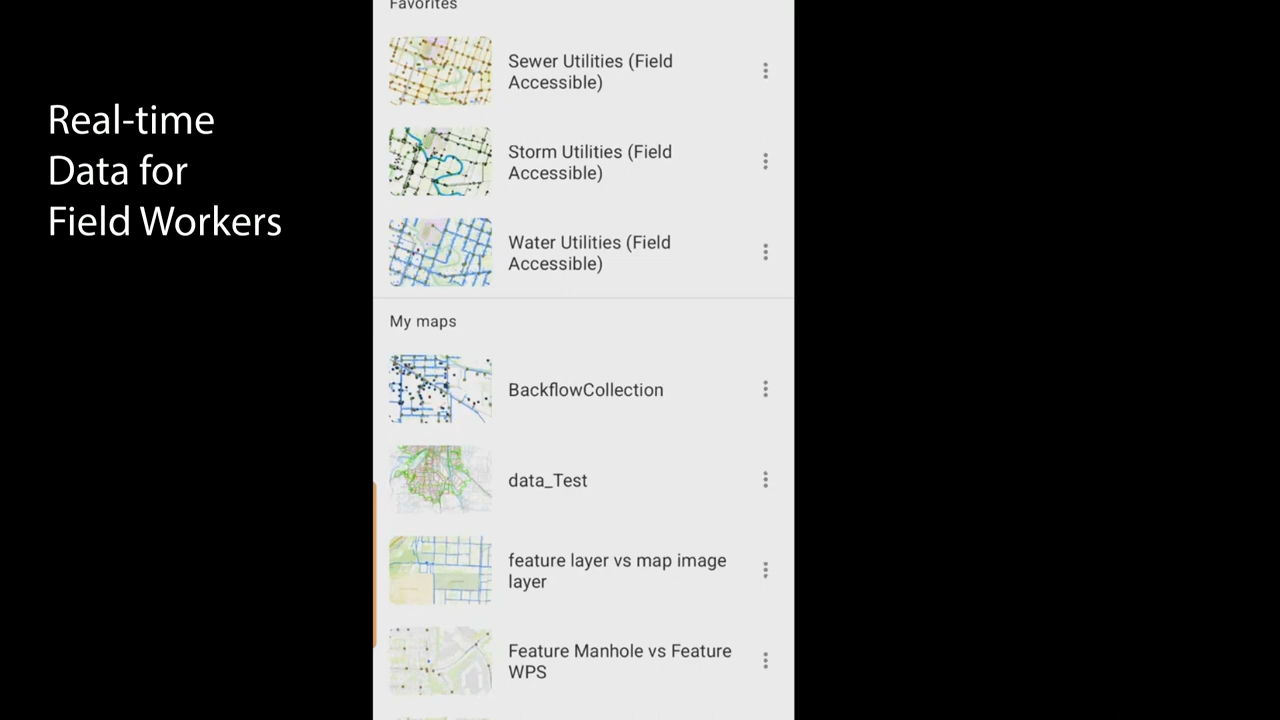 Real-time
Data for
Field Workers
Favorites
Sewer Utilities (Field
Accessible)
Storm Utilities (Field
Accessible)
Water Utilities (Field
Accessible)
My maps
BackflowCollection
data_Test
feature layer vs map image
layer
Feature Manhole vs Feature
WPS